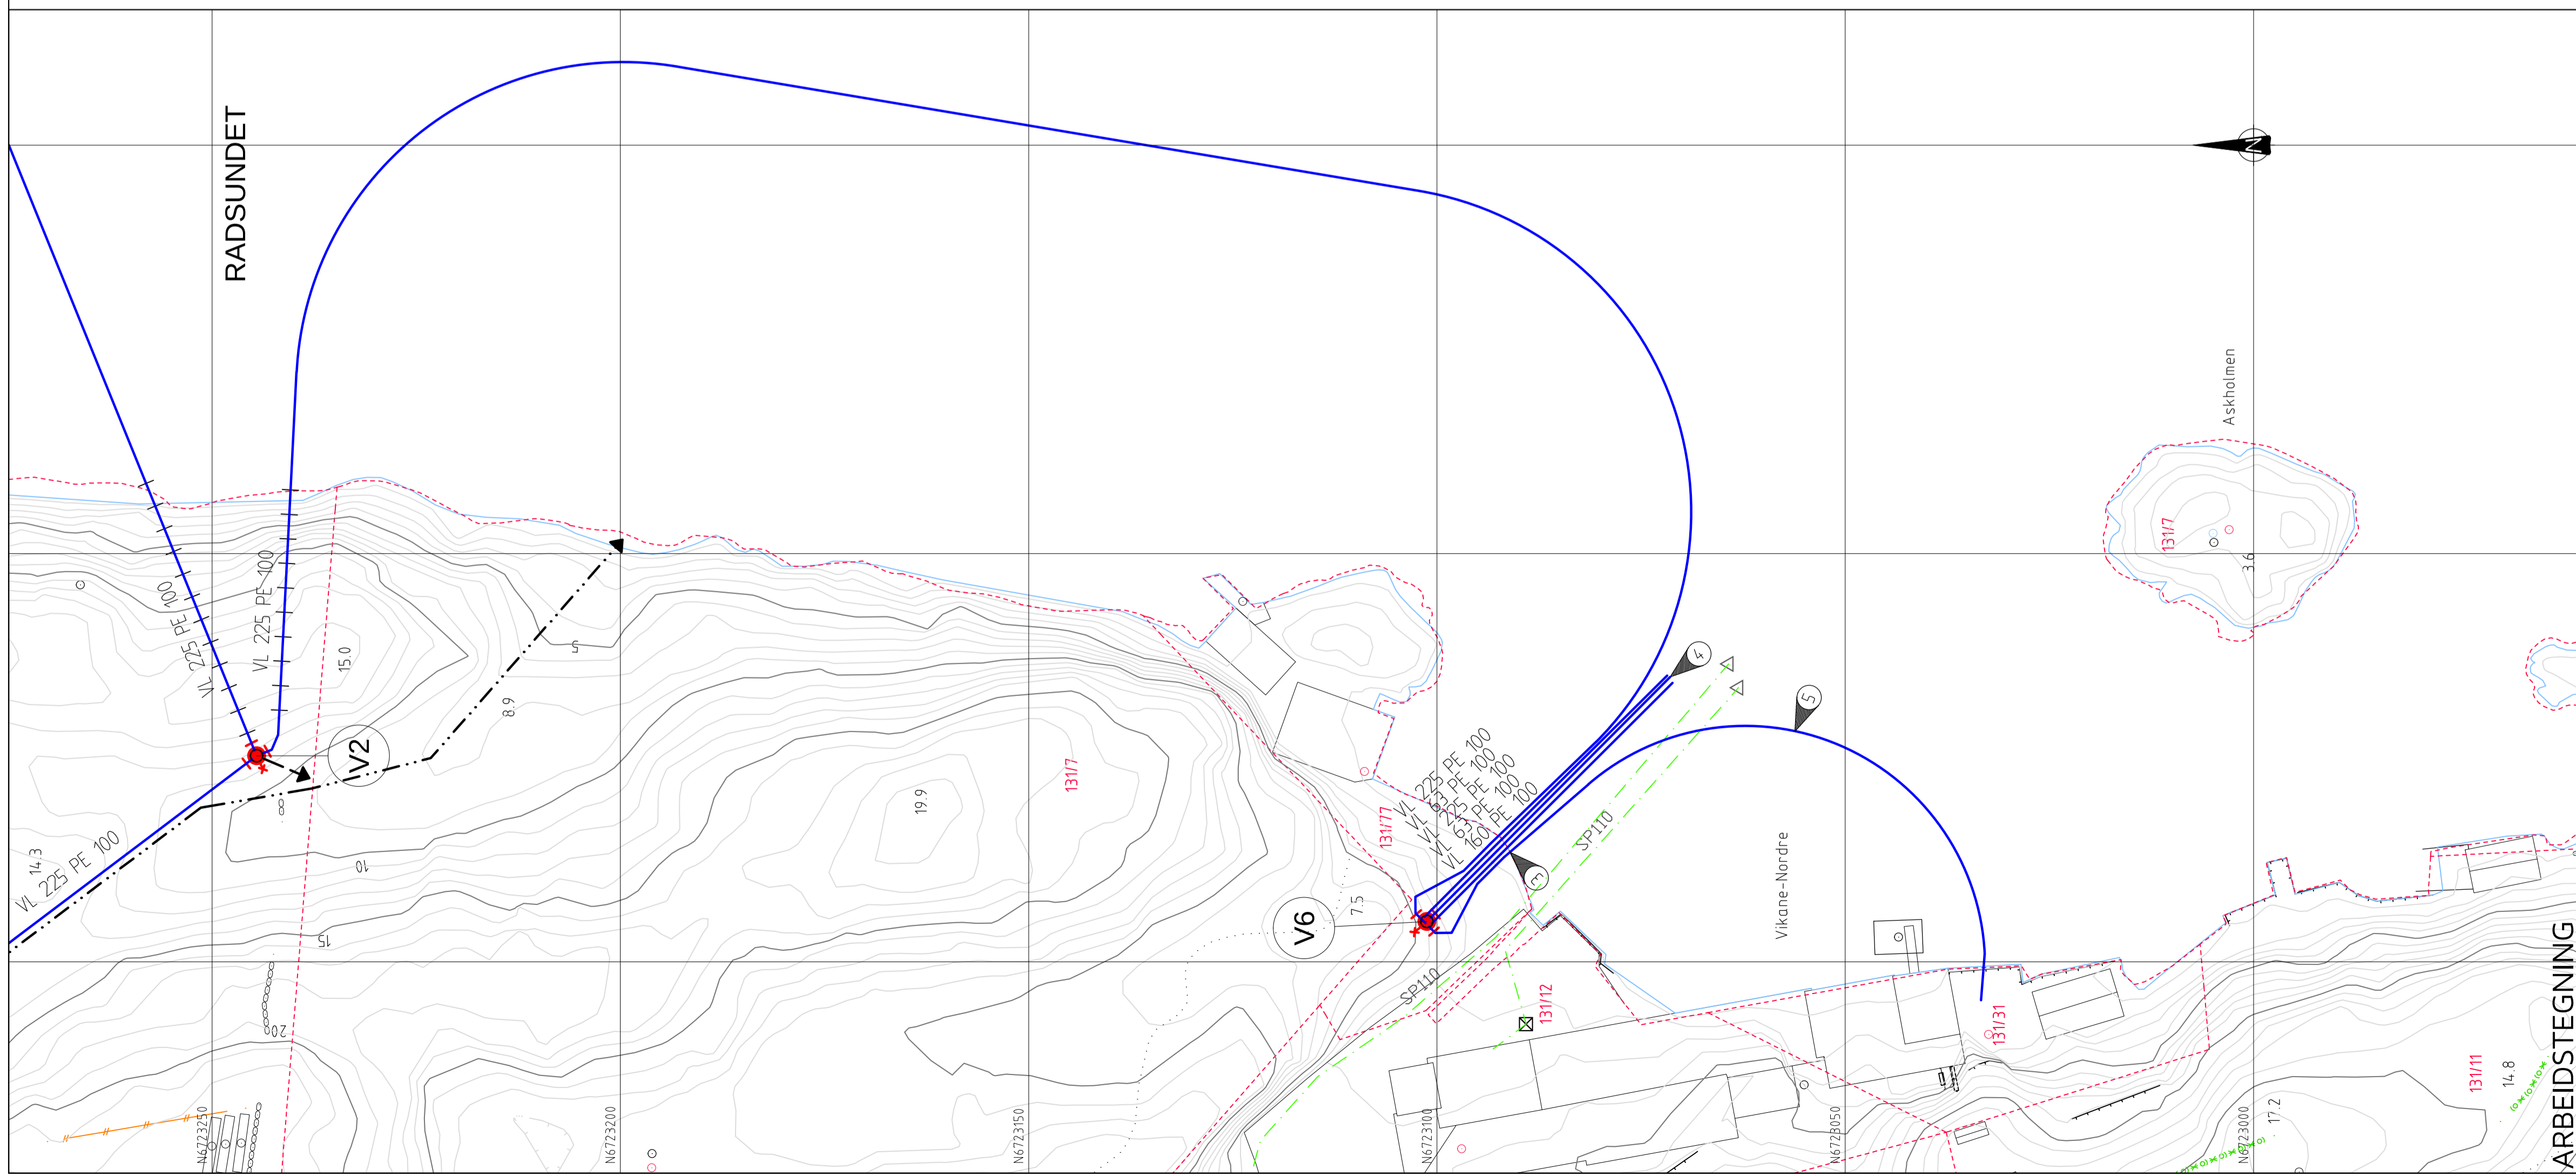 RADSUNDET
N
Askholmen
131/7
3.6
VL 225 PE 100
VL 225 PE 100
15.0
5
8.9
V2
8
10
14.3
VL 225 PE 100
15
20
19.9
131/7
131/77
VL 225 PE 100
VL 63 PE 100
VL 225 PE 100
VL 63 PE 100
VL 160 PE 100
4
5
3
SP110
Vikane-Nordre
V6
7.5
SP110
131/12
131/31
131/11
14.8
17.2
N6723250
N6723200
N6723150
N6723100
N6723050
N6723000
ARBEIDSTEGNING